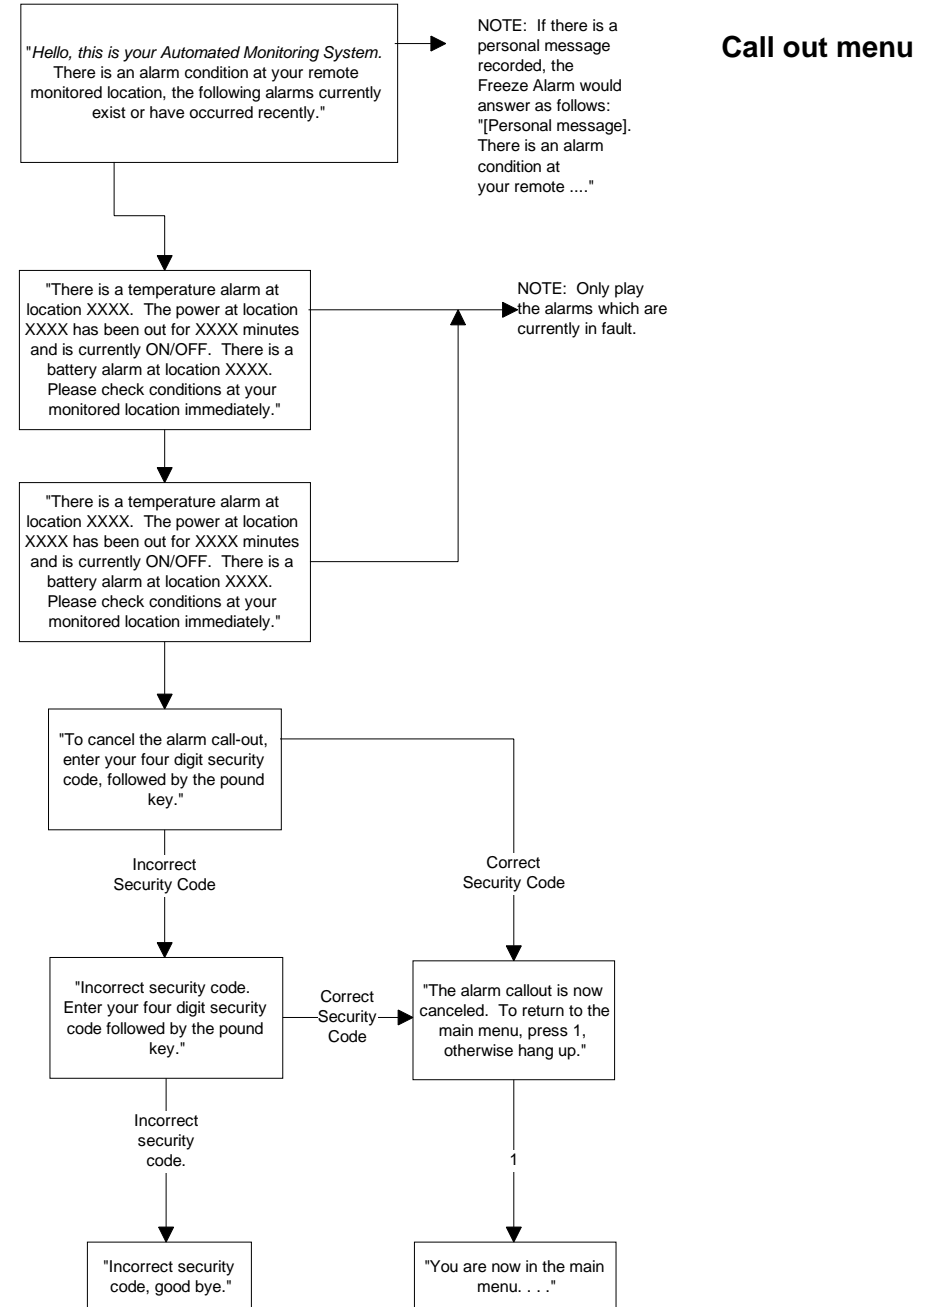 Call out menu
"Hello, this is your Automated Monitoring System.
There is an alarm condition at your remote
monitored location, the following alarms currently
exist or have occurred recently."
NOTE:  If there is a
personal message
recorded, the
Freeze Alarm would
answer as follows:
"[Personal message].
There is an alarm
condition at
your remote ...."
"There is a temperature alarm at
location XXXX.  The power at location
XXXX has been out for XXXX minutes
and is currently ON/OFF.  There is a
battery alarm at location XXXX.
Please check conditions at your
monitored location immediately."
NOTE:  Only play
the alarms which are
currently in fault.
"There is a temperature alarm at
location XXXX.  The power at location
XXXX has been out for XXXX minutes
and is currently ON/OFF.  There is a
battery alarm at location XXXX.
Please check conditions at your
monitored location immediately."
"To cancel the alarm call-out,
enter your four digit security
code, followed by the pound
key."
Incorrect
Security Code
Correct
Security Code
"Incorrect security code.
Enter your four digit security
code followed by the pound
key."
Correct
Security
Code
"The alarm callout is now
canceled.  To return to the
main menu, press 1,
otherwise hang up."
Incorrect
security
code.
1
"Incorrect security
code, good bye."
"You are now in the main
menu. . . ."